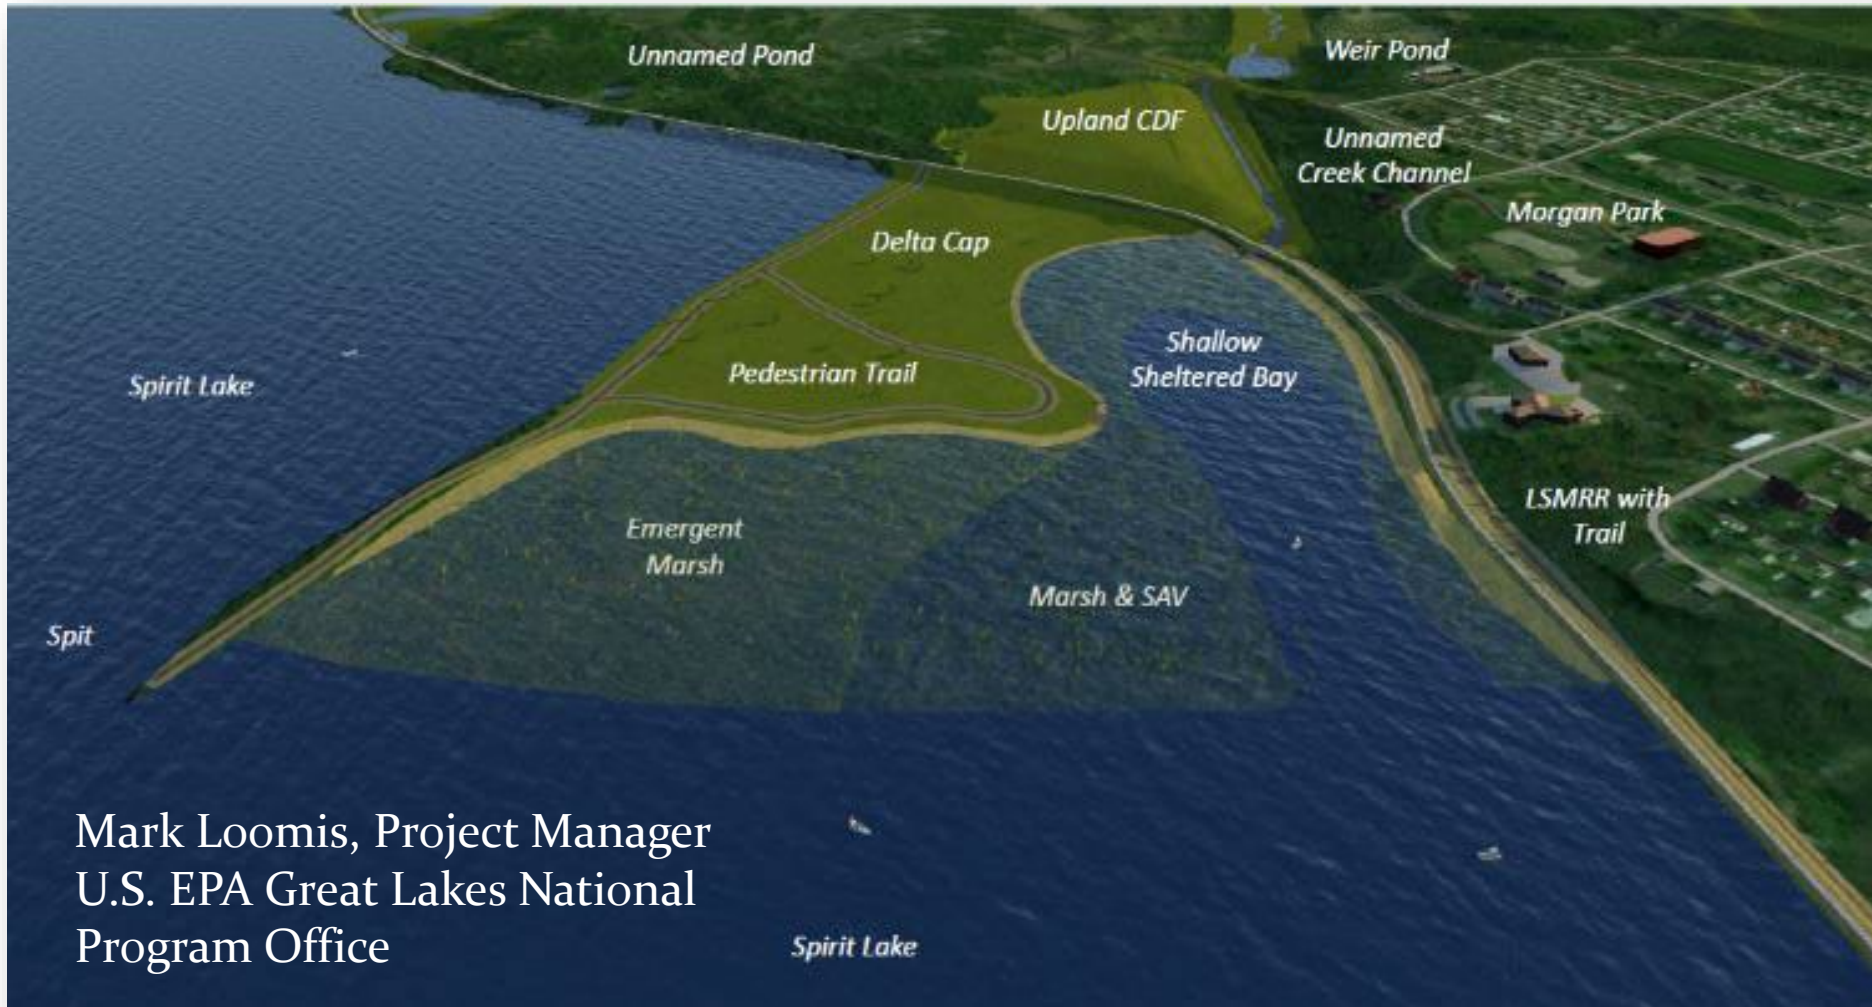 Unnamed Pond
Weir Pond
Upland CDF
Unnamed
Creek Channel
Morgan Park
Delta Cap
Shallow
Sheltered Bay
Pedestrian Trail
Spirit Lake
LSMRR with
Trail
Emergent
Marsh
Marsh & SAV
Spit
Mark Loomis, Project Manager
U.S. EPA Great Lakes National
Program Office
Spirit Lake